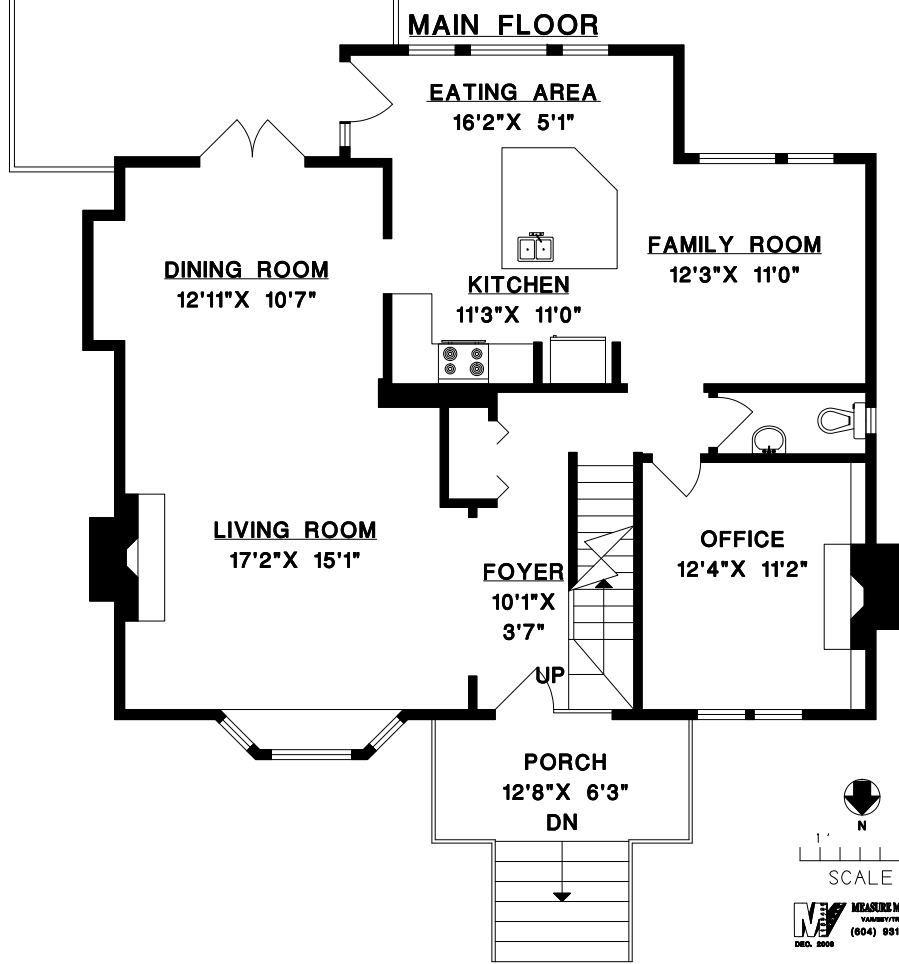 MAIN FLOOR
EATING AREA
16'2"X 5'1"
FAMILY ROOM
12'3"X 11'0"
DINING ROOM
12'11"X 10'7"
KITCHEN
11'3"X 11'0"
LIVING ROOM
17'2"X 15'1"
OFFICE
12'4"X 11'2"
FOYER
10'1"X
3'7"
UP
PORCH
12'8"X 6'3"
DN
N
1'
SCALE
MEASURE M
(604) 931
DEC. 2008